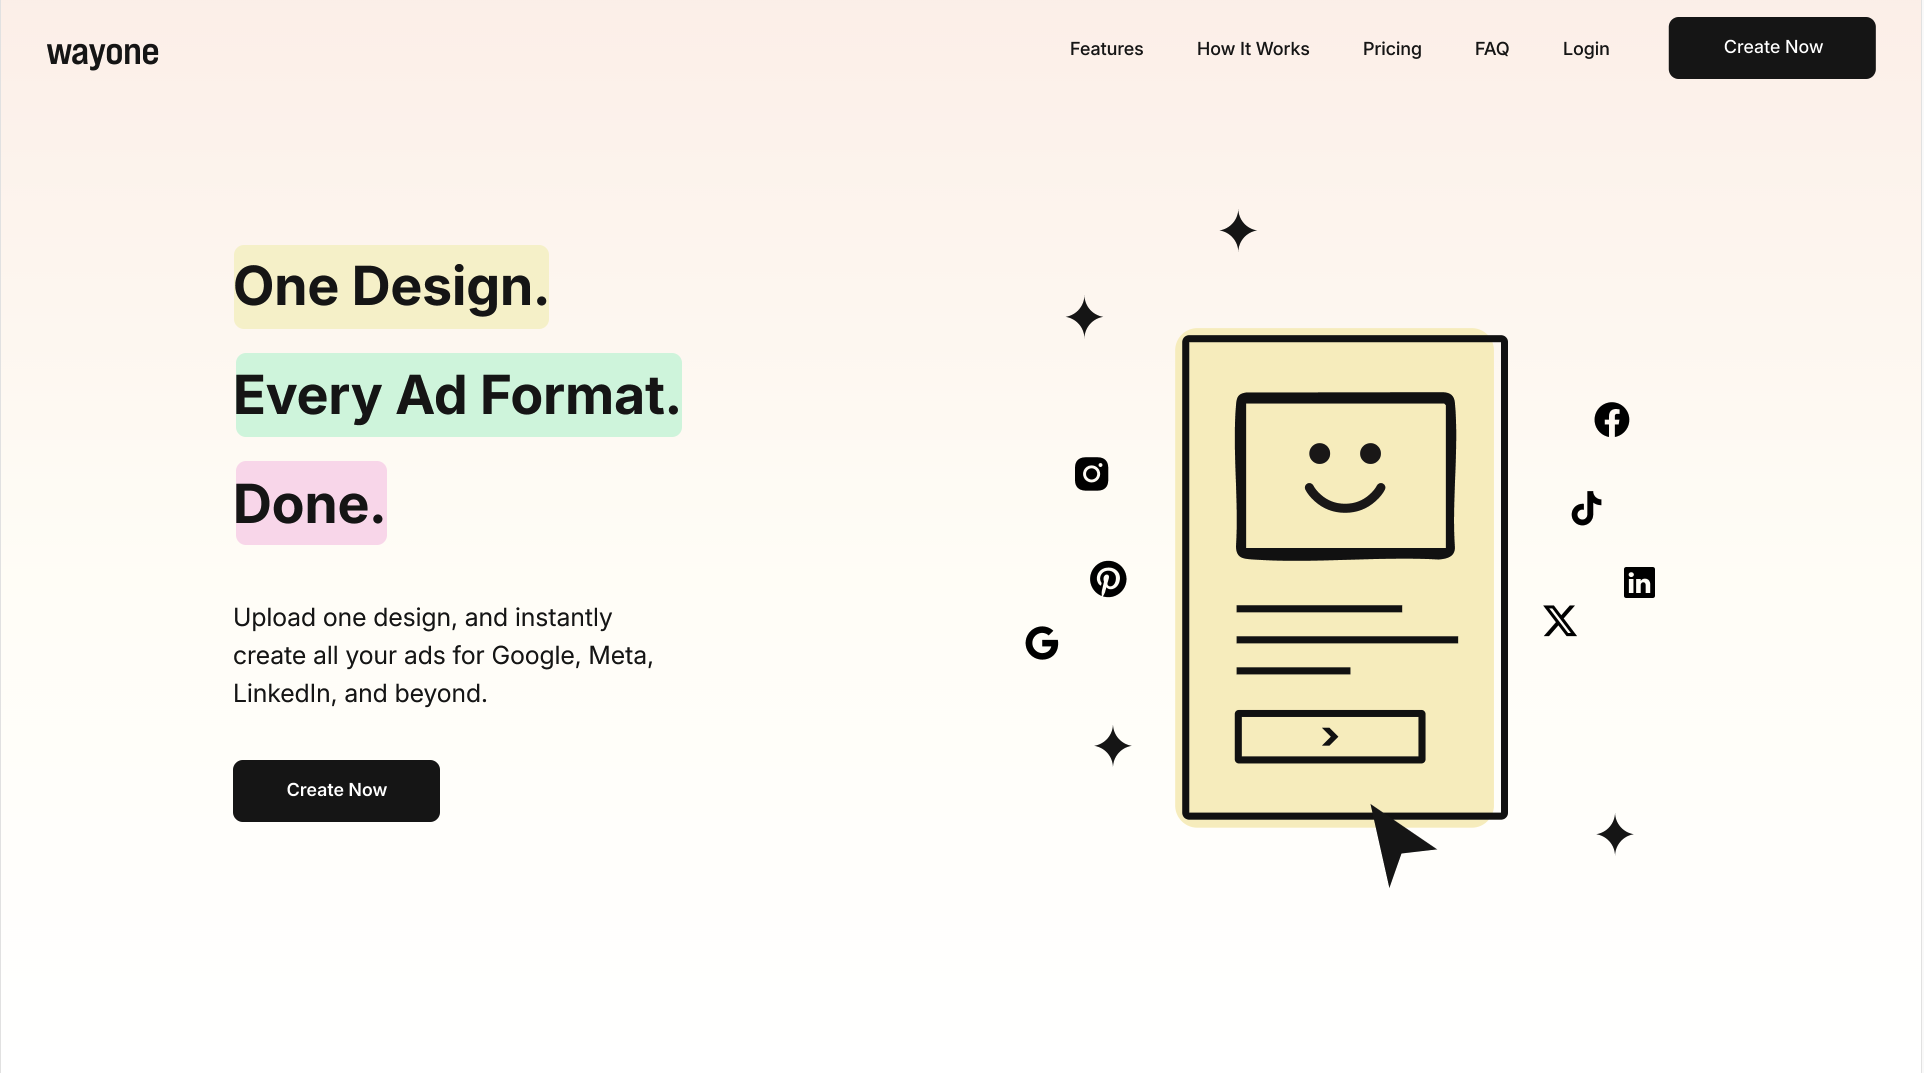 wayone
Features
How It Works
Pricing
FAQ
Login
Create Now
One Design.
Every Ad Format.
Done.
Upload one design, and instantly
create all your ads for Google, Meta,
LinkedIn, and beyond.
Create Now